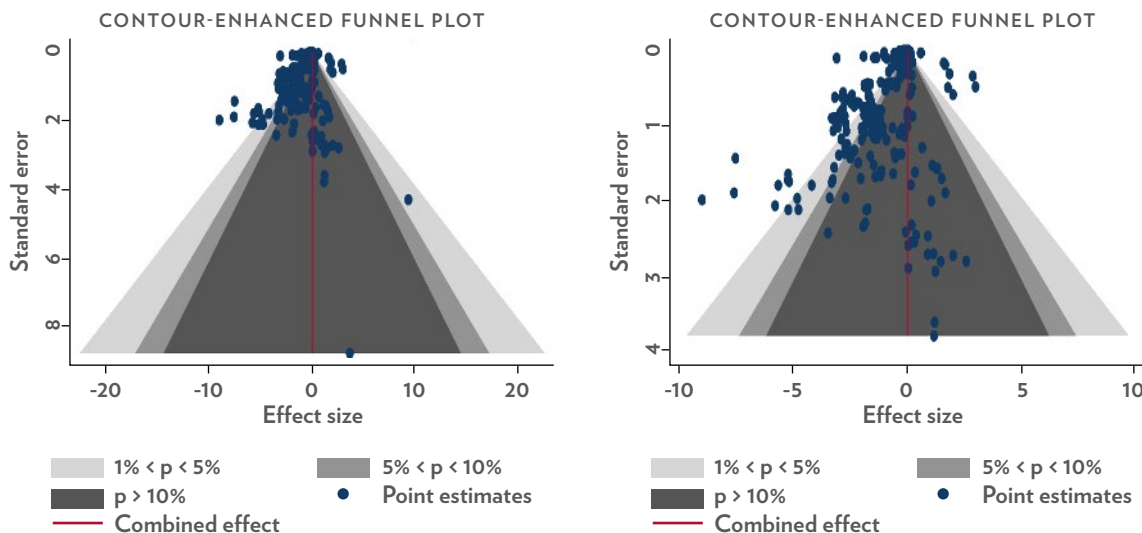 CONTOUR-ENHANCED FUNNEL PLOT
0
2
4
6
8
Standard error
-20
-10
0
10
20
Effect size
1% < p < 5%
5% < p < 10%
p > 10%
Point estimates
Combined effect
CONTOUR-ENHANCED FUNNEL PLOT
0
1
2
3
4
Standard error
-10
-5
0
5
10
Effect size
1% < p < 5%
5% < p < 10%
p > 10%
Point estimates
Combined effect